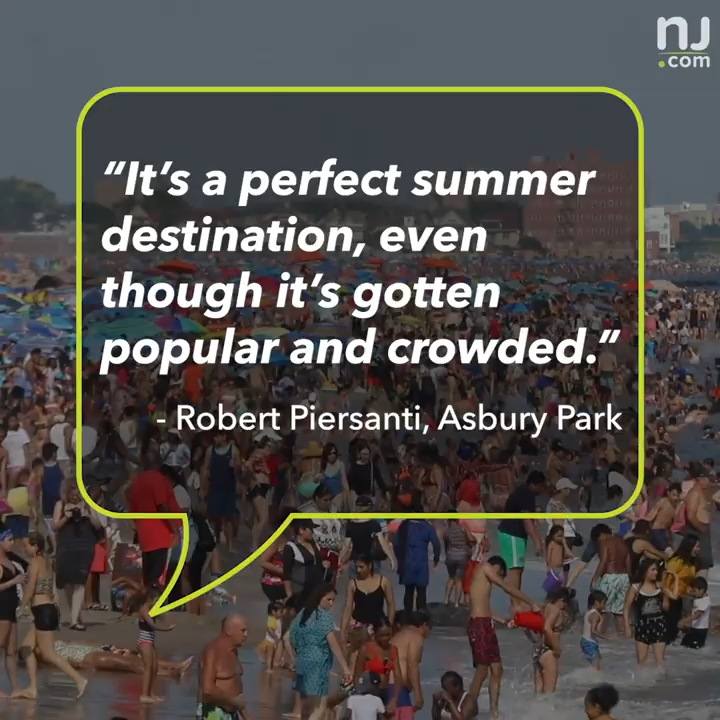 nj
.com
“It’s a perfect summer
destination, even
though it’s gotten
popular and crowded.”
- Robert Piersanti, Asbury Park